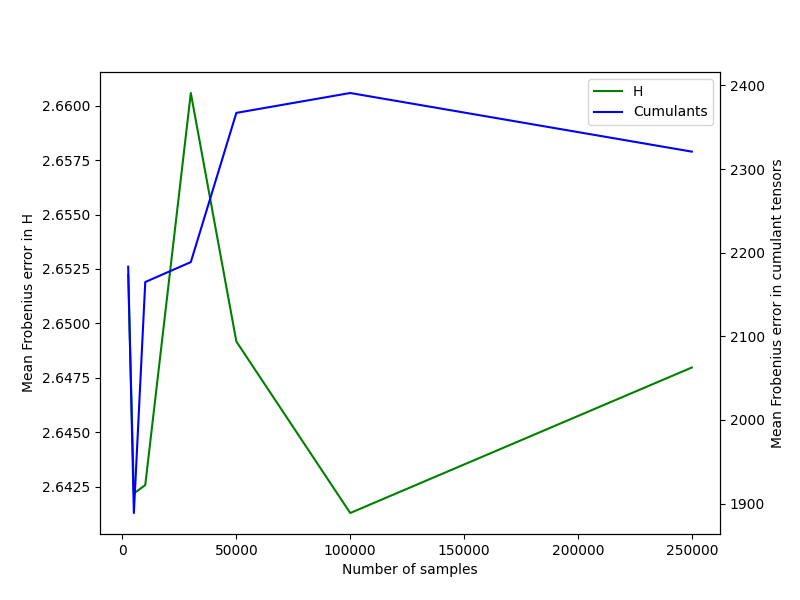 H
Cumulants
Mean Frobenius error in H
2.6600
2.6575
2.6550
2.6525
2.6500
2.6475
2.6450
2.6425
2400
2300
2200
2100
2000
1900
Mean Frobenius error in cumulant tensors
0 50000 100000 150000 200000 250000
Number of samples